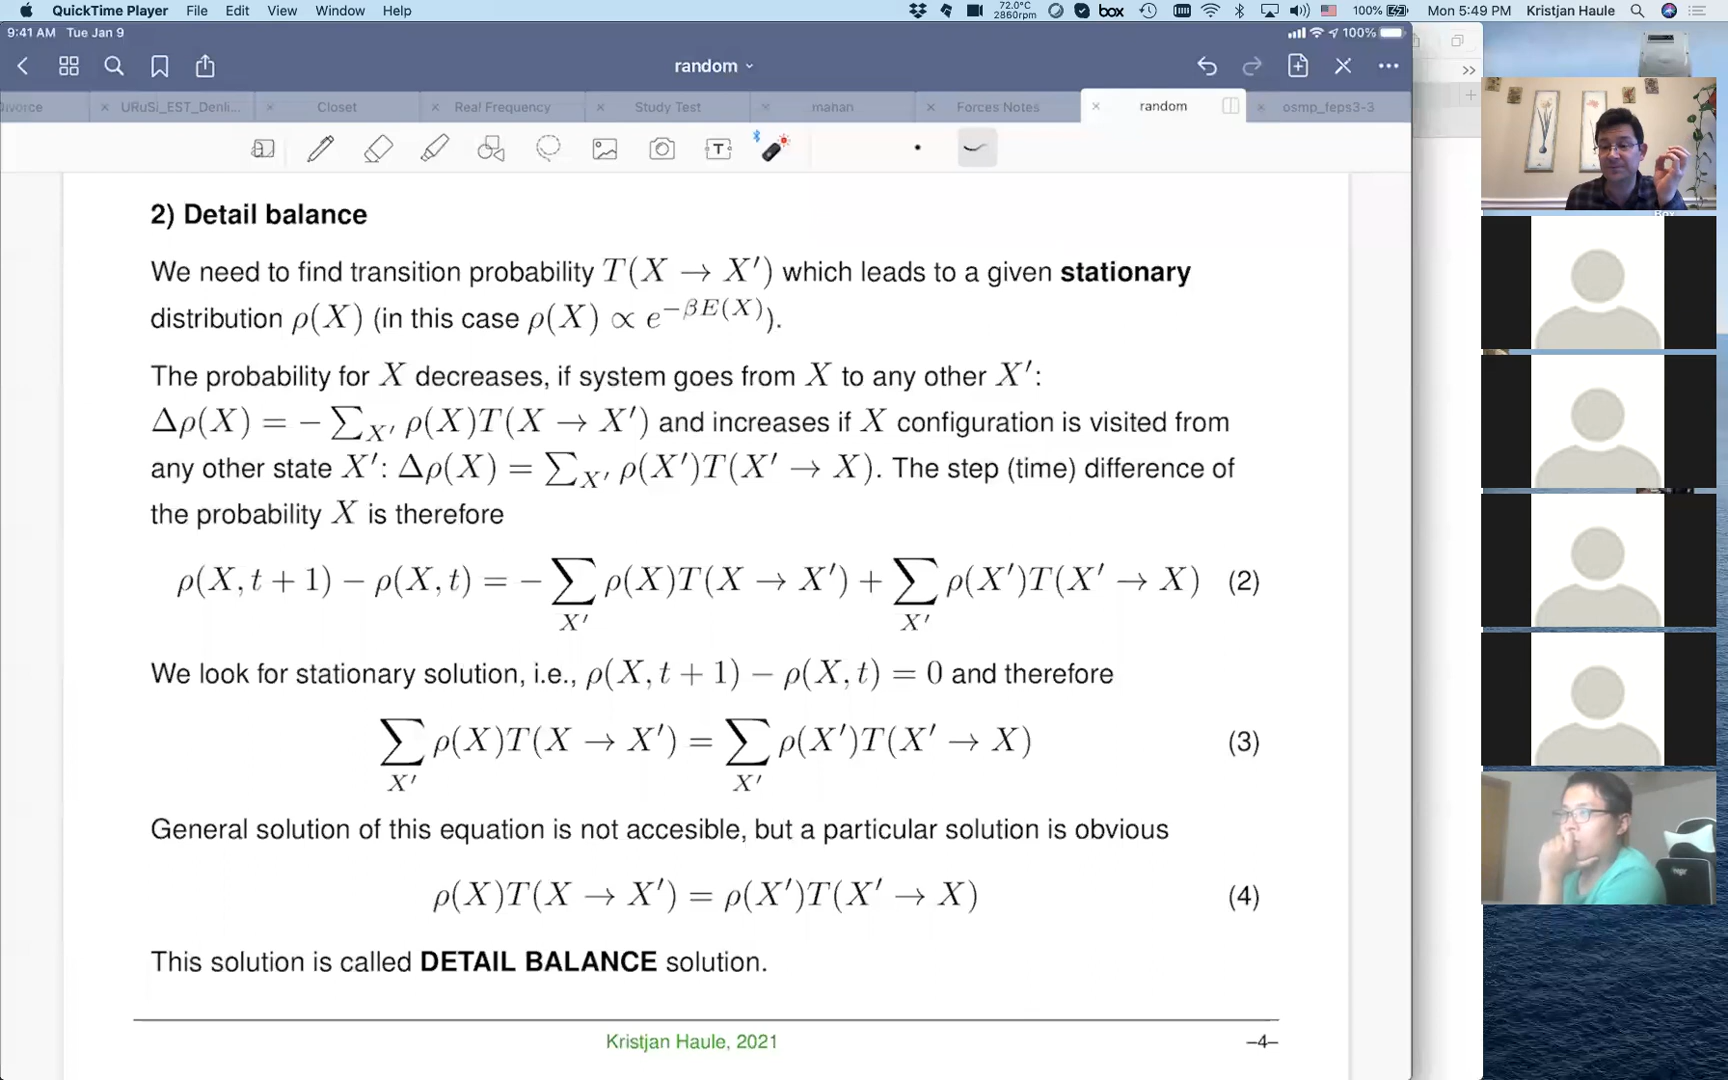 QuickTime Player File Edit View Window Help
72.0°C
2860rpm
box
100%
Mon 5:49 PM Kristjan Haule
9:41 AM Tue Jan 9
100%
random
URuSi_EST_Denli...
Closet
Real Frequency
Study Test
mahan
Forces Notes
random
osmp_feps3-3
T
2) Detail balance
We need to find transition probability T(X → X′) which leads to a given stationary
distribution ρ(X) (in this case ρ(X) ∝ e^{−βE(X)}).
The probability for X decreases, if system goes from X to any other X′:
Δρ(X) = − ∑_{X′} ρ(X)T(X → X′) and increases if X configuration is visited from
any other state X′: Δρ(X) = ∑_{X′} ρ(X′)T(X′ → X). The step (time) difference of
the probability X is therefore
ρ(X, t + 1) − ρ(X, t) = − ∑_{X′} ρ(X)T(X → X′) + ∑_{X′} ρ(X′)T(X′ → X) (2)
We look for stationary solution, i.e., ρ(X, t + 1) − ρ(X, t) = 0 and therefore
∑_{X′} ρ(X)T(X → X′) = ∑_{X′} ρ(X′)T(X′ → X) (3)
General solution of this equation is not accesible, but a particular solution is obvious
ρ(X)T(X → X′) = ρ(X′)T(X′ → X) (4)
This solution is called DETAIL BALANCE solution.
Kristjan Haule, 2021
–4–